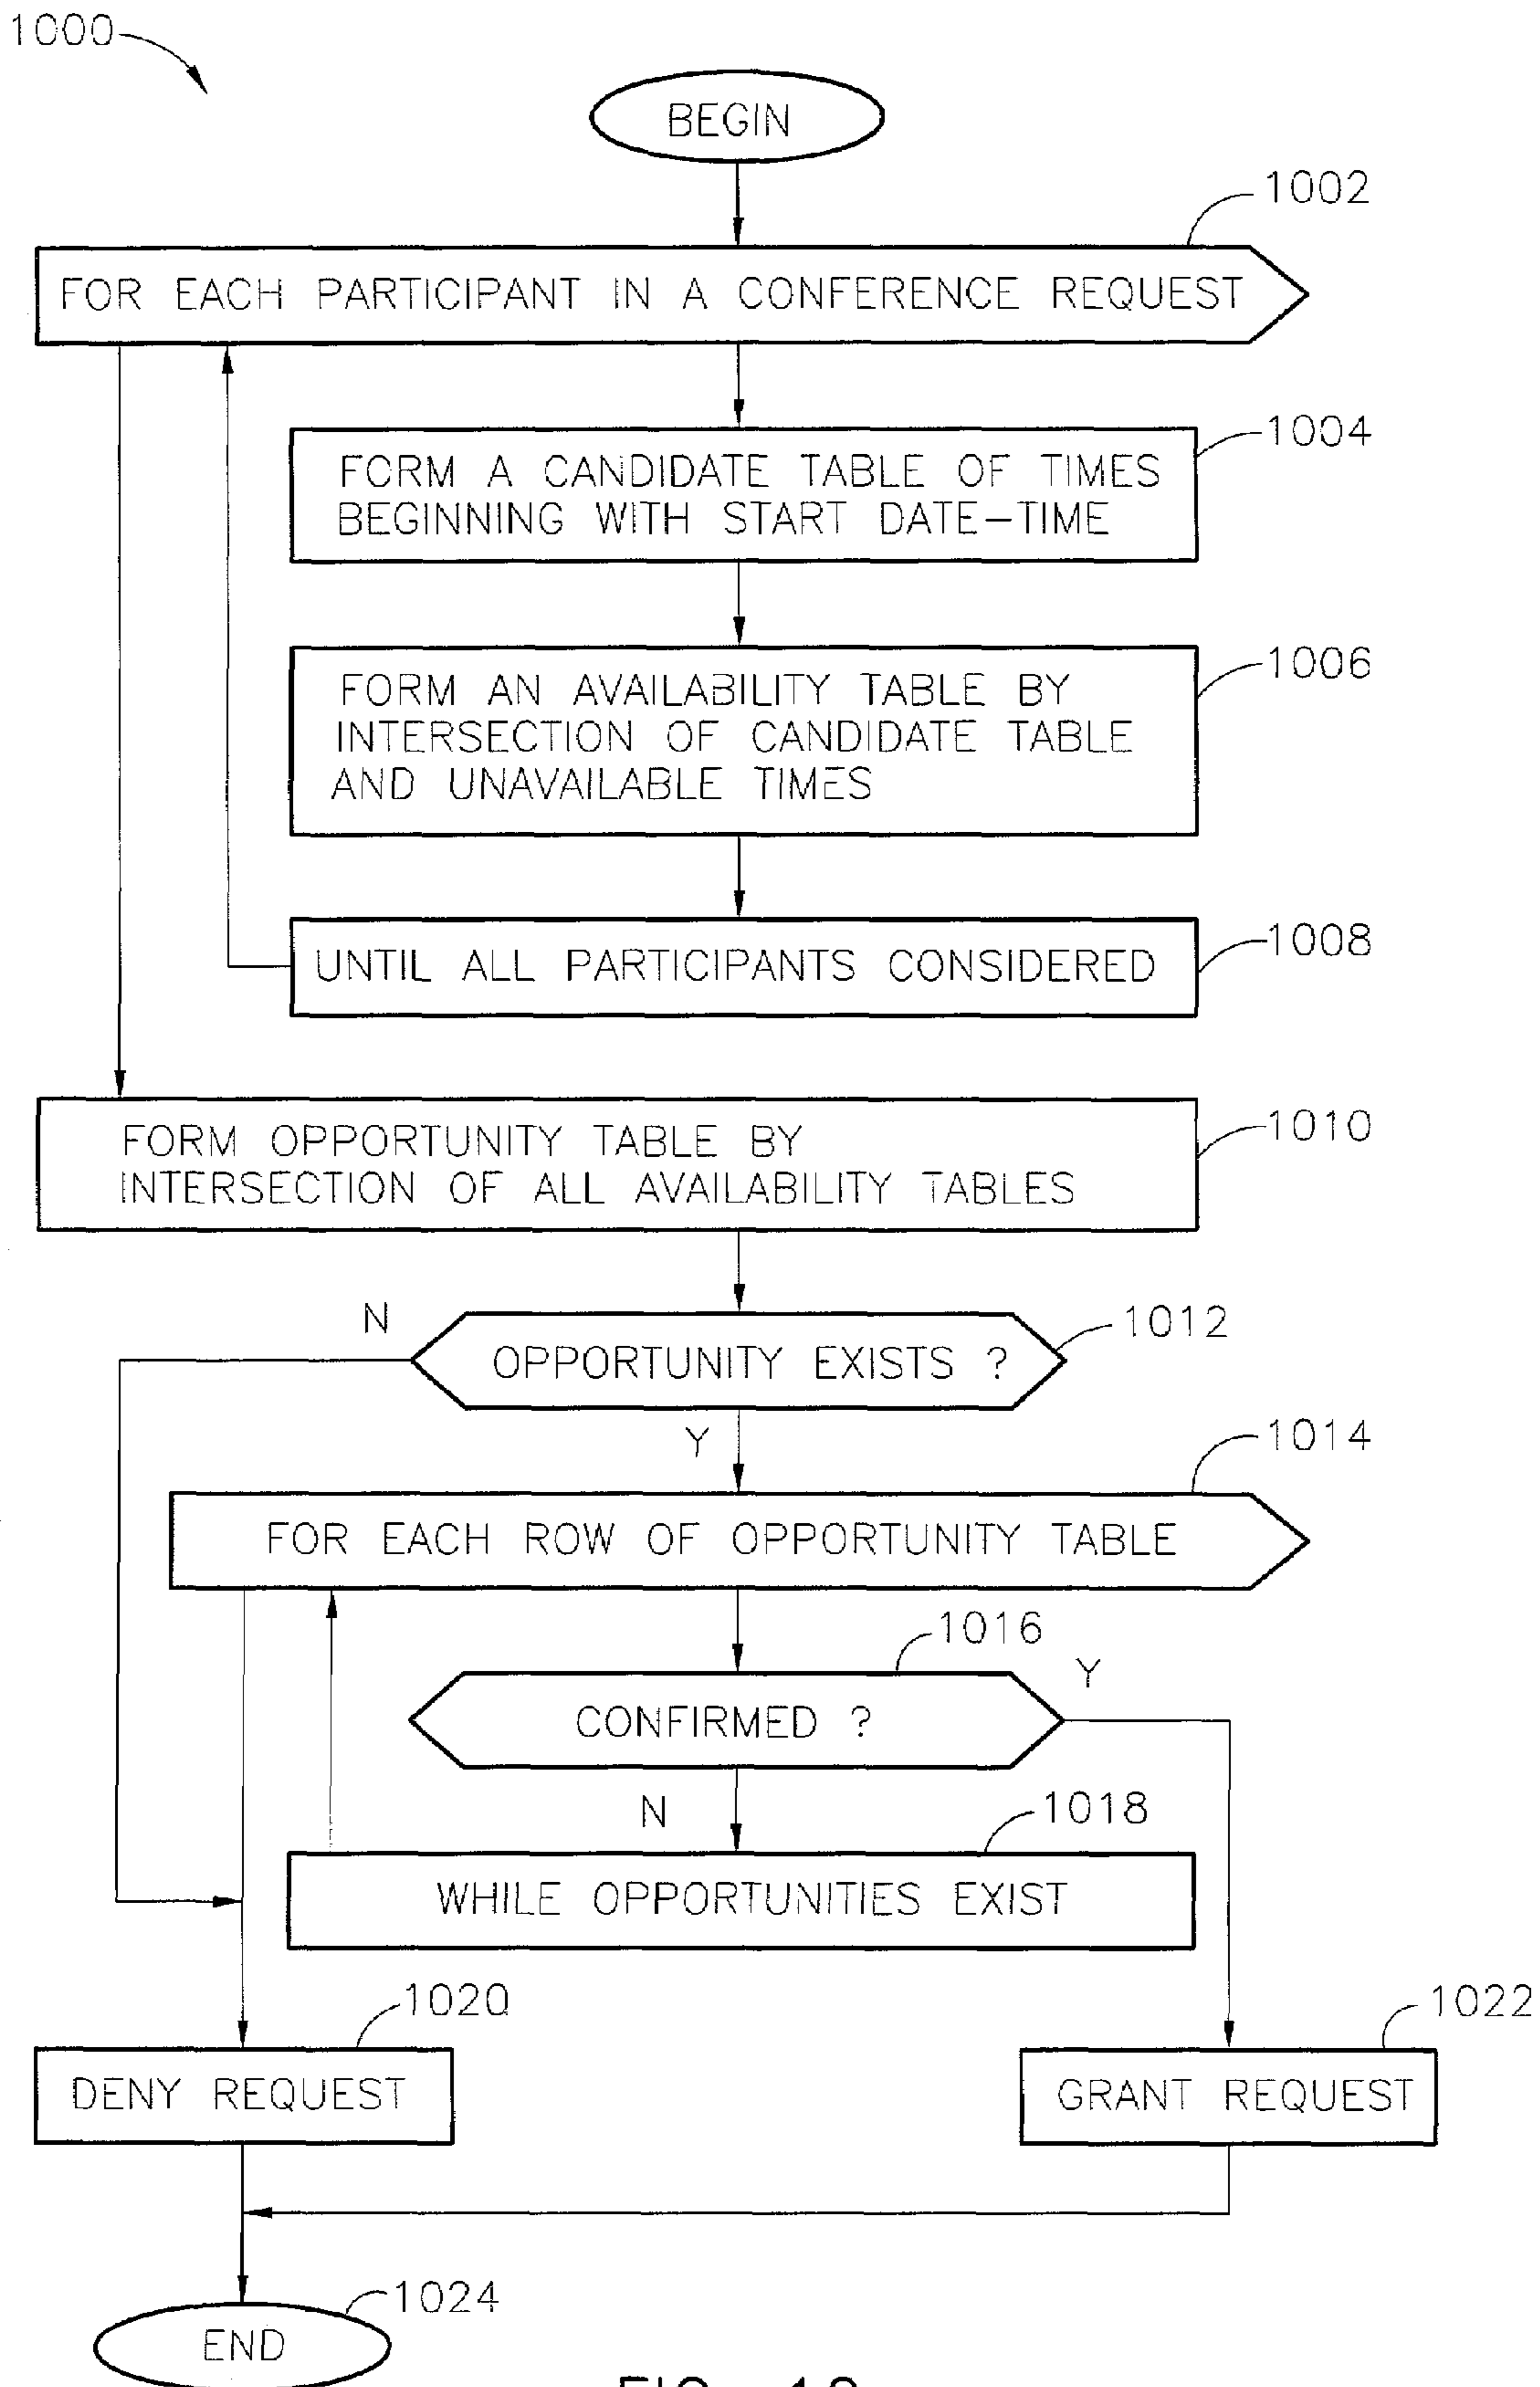 1000
BEGIN
1002
FOR EACH PARTICIPANT IN A CONFERENCE REQUEST
1004
FORM A CANDIDATE TABLE OF TIMES
BEGINNING WITH START DATE-TIME
1006
FORM AN AVAILABILITY TABLE BY
INTERSECTION OF CANDIDATE TABLE
AND UNAVAILABLE TIMES
1008
UNTIL ALL PARTICIPANTS CONSIDERED
1010
FORM OPPORTUNITY TABLE BY
INTERSECTION OF ALL AVAILABILITY TABLES
N
1012
OPPORTUNITY EXISTS ?
Y
1014
FOR EACH ROW OF OPPORTUNITY TABLE
1016
Y
CONFIRMED ?
N
1018
WHILE OPPORTUNITIES EXIST
1020
1022
DENY REQUEST
GRANT REQUEST
1024
END